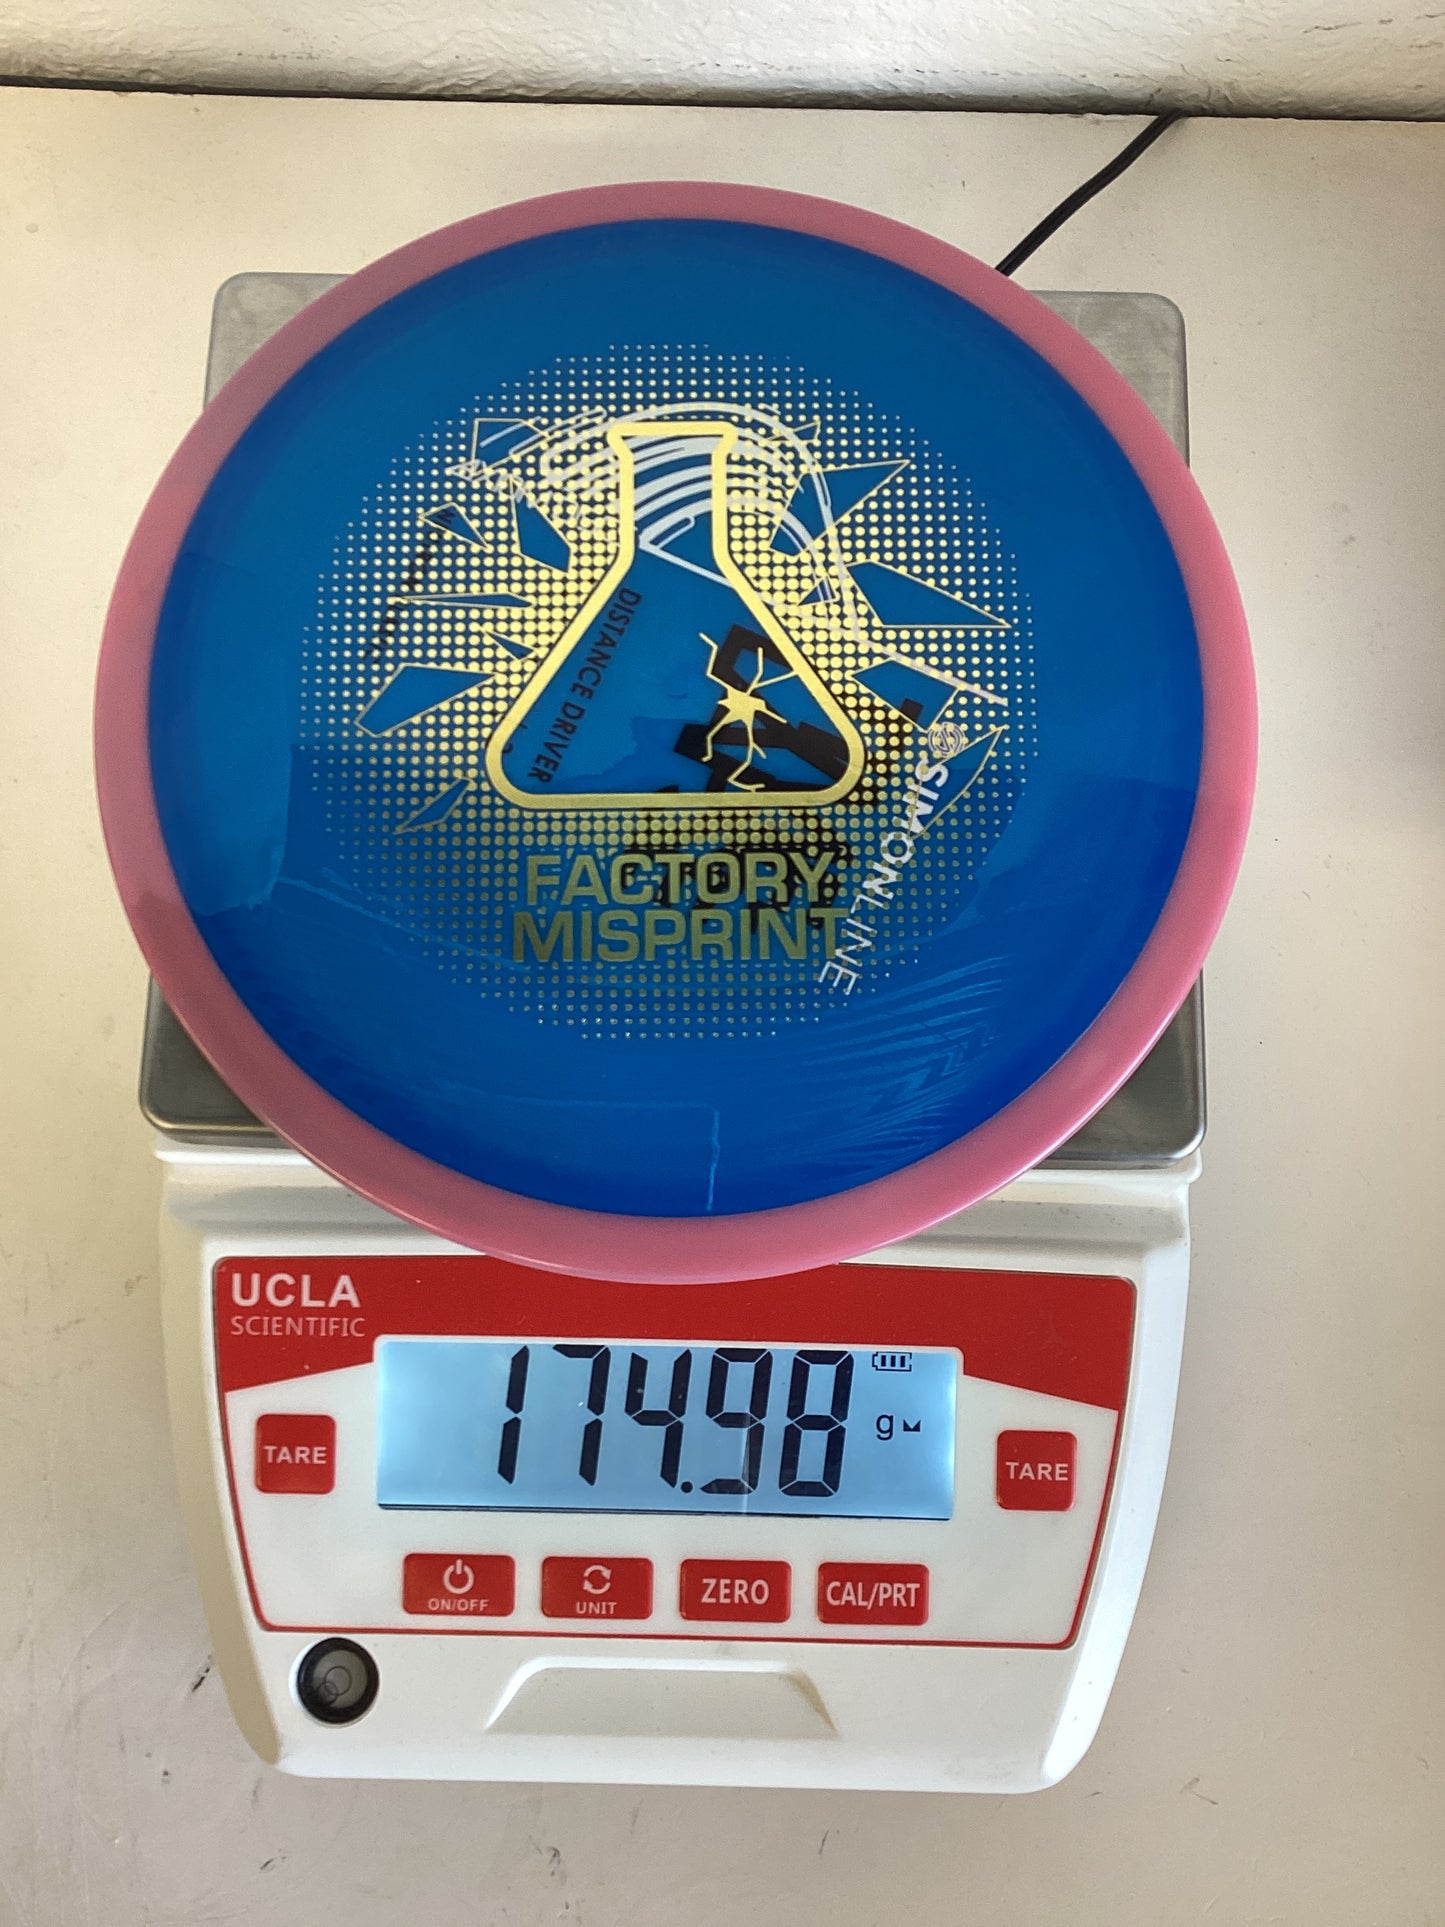 DISTANCE DRIVER
SIMONLINE
FACTORY
MISPRINT
UCLA
SCIENTIFIC
174.98
g
TARE
TARE
ON/OFF
UNIT
ZERO
CAL/PRT